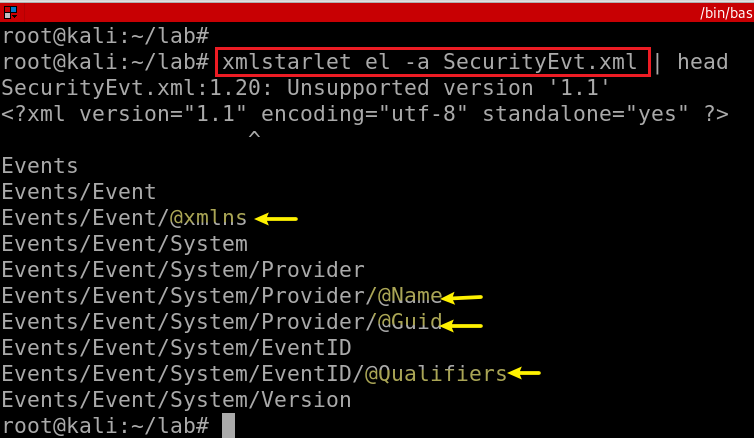 /bin/bas
root@kali:~/lab#
root@kali:~/lab# xmlstarlet el -a SecurityEvt.xml | head
SecurityEvt.xml:1.20: Unsupported version '1.1'
<?xml version="1.1" encoding="utf-8" standalone="yes" ?>
^
Events
Events/Event
Events/Event/@xmlns
Events/Event/System
Events/Event/System/Provider
Events/Event/System/Provider/@Name
Events/Event/System/Provider/@Guid
Events/Event/System/EventID
Events/Event/System/EventID/@Qualifiers
Events/Event/System/Version
root@kali:~/lab#